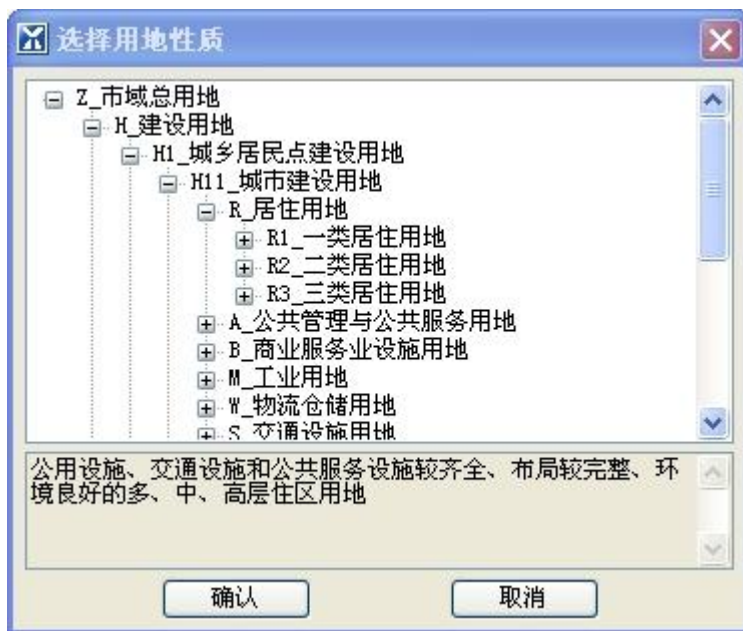 选择用地性质
Z_市域总用地
H_建设用地
H1_城乡居民点建设用地
H11_城市建设用地
R_居住用地
R1_一类居住用地
R2_二类居住用地
R3_三类居住用地
A_公共管理与公共服务用地
B_商业服务业设施用地
M_工业用地
W_物流仓储用地
S_交通设施用地
公用设施、交通设施和公共服务设施较齐全、布局较完整、环
境良好的多、中、高层住区用地
确认
取消